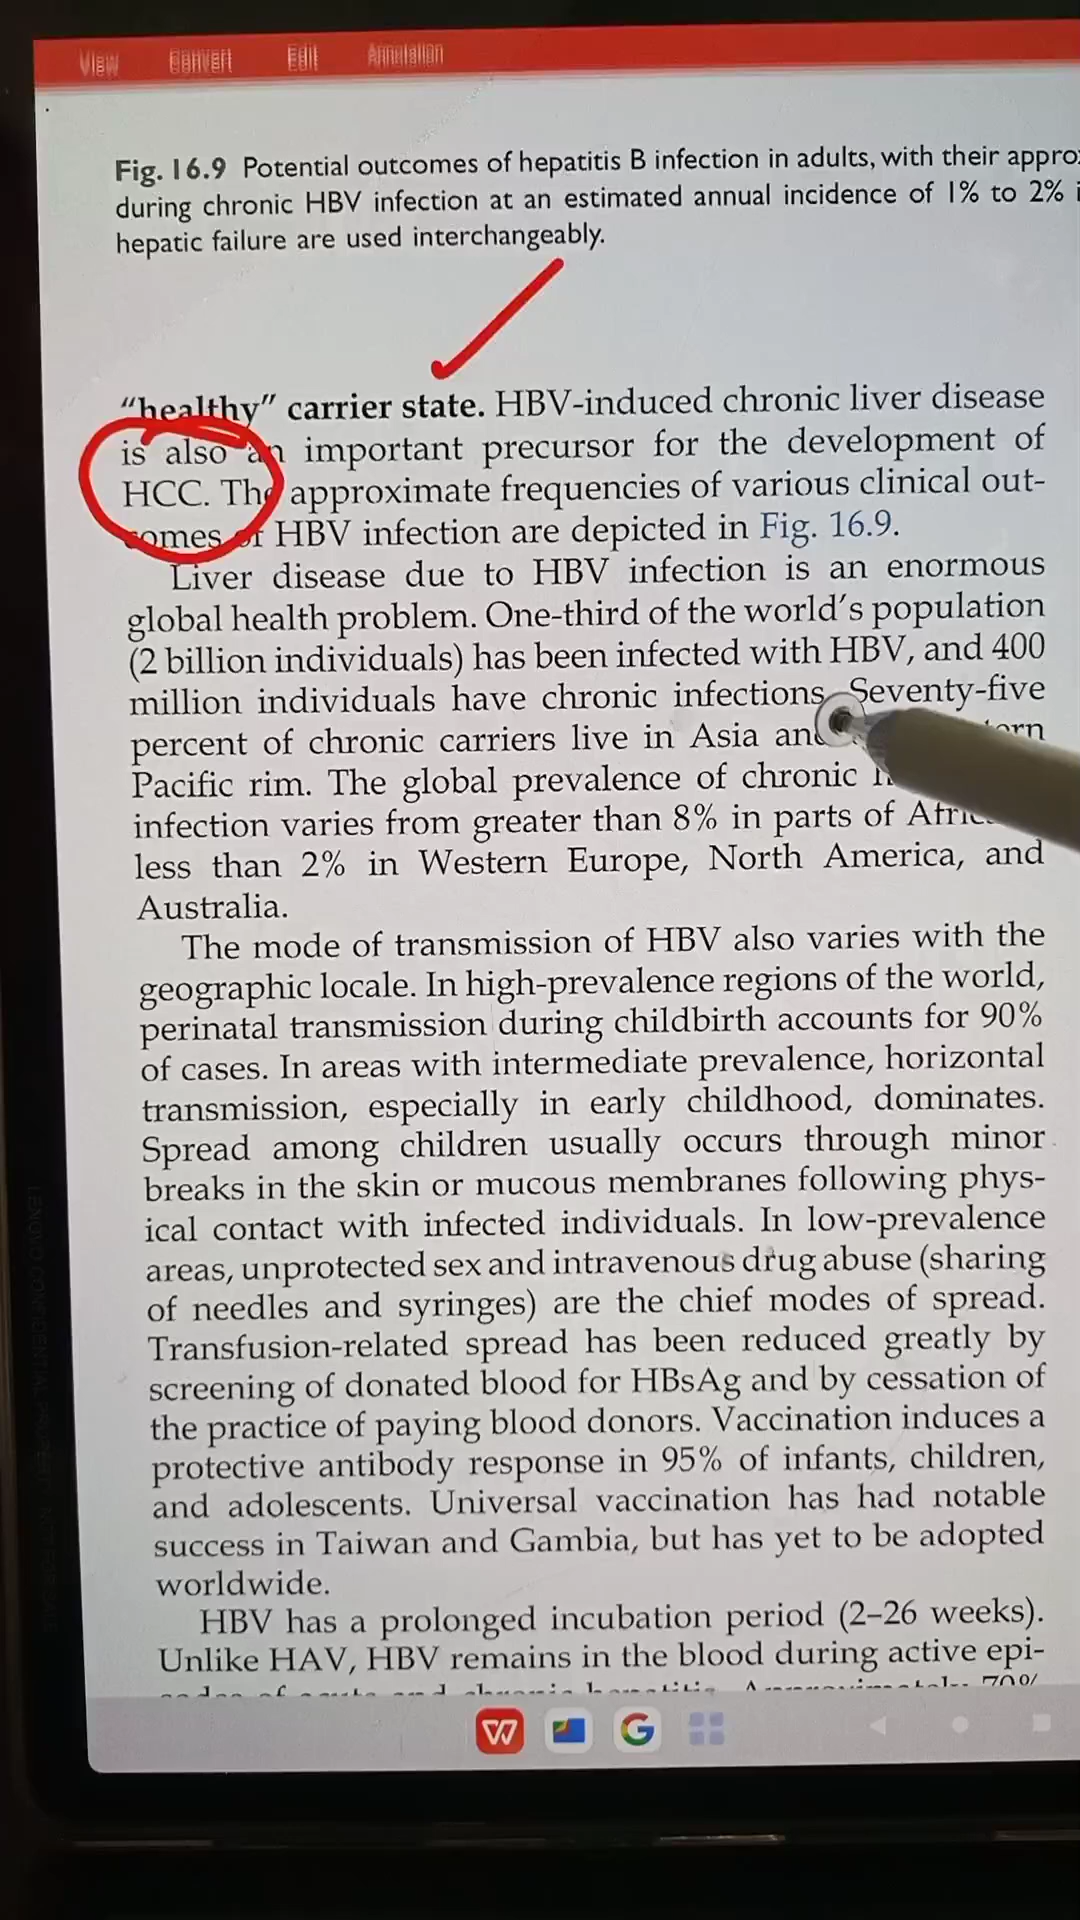 View Convert Edit Annotation
Fig. 16.9 Potential outcomes of hepatitis B infection in adults, with their appro
during chronic HBV infection at an estimated annual incidence of 1% to 2% i
hepatic failure are used interchangeably.
“healthy” carrier state. HBV-induced chronic liver disease
is also an important precursor for the development of
HCC. The approximate frequencies of various clinical out-
comes of HBV infection are depicted in Fig. 16.9.
Liver disease due to HBV infection is an enormous
global health problem. One-third of the world’s population
(2 billion individuals) has been infected with HBV, and 400
million individuals have chronic infections. Seventy-five
percent of chronic carriers live in Asia and
Pacific rim. The global prevalence of chronic
infection varies from greater than 8% in parts of
less than 2% in Western Europe, North America, and
Australia.
The mode of transmission of HBV also varies with the
geographic locale. In high-prevalence regions of the world,
perinatal transmission during childbirth accounts for 90%
of cases. In areas with intermediate prevalence, horizontal
transmission, especially in early childhood, dominates.
Spread among children usually occurs through minor
breaks in the skin or mucous membranes following phys-
ical contact with infected individuals. In low-prevalence
areas, unprotected sex and intravenous drug abuse (sharing
of needles and syringes) are the chief modes of spread.
Transfusion-related spread has been reduced greatly by
screening of donated blood for HBsAg and by cessation of
the practice of paying blood donors. Vaccination induces a
protective antibody response in 95% of infants, children,
and adolescents. Universal vaccination has had notable
success in Taiwan and Gambia, but has yet to be adopted
worldwide.
HBV has a prolonged incubation period (2–26 weeks).
Unlike HAV, HBV remains in the blood during active epi-
70%